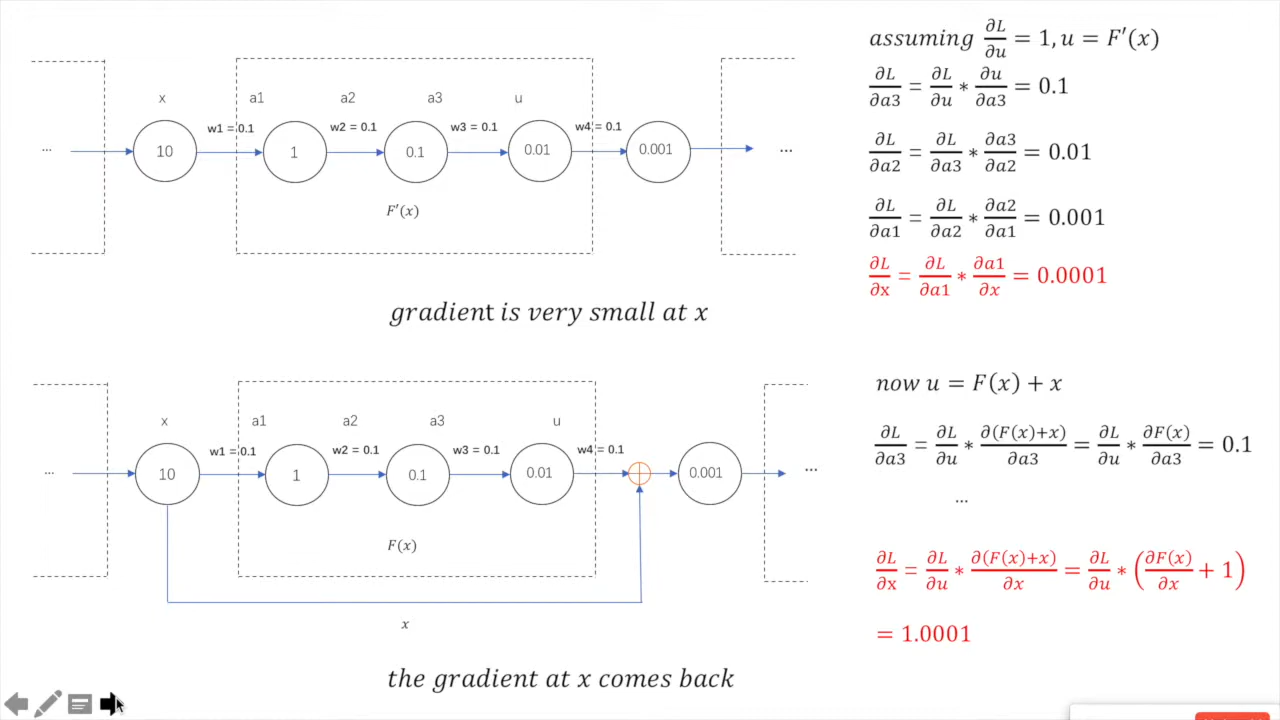 assuming ∂L/∂u = 1, u = F′(x)
x a1 a2 a3 u
w1 = 0.1 w2 = 0.1 w3 = 0.1 w4 = 0.1
... 10 1 0.1 0.01 0.001 ...
F′(x)
∂L/∂a3 = ∂L/∂u * ∂u/∂a3 = 0.1
∂L/∂a2 = ∂L/∂a3 * ∂a3/∂a2 = 0.01
∂L/∂a1 = ∂L/∂a2 * ∂a2/∂a1 = 0.001
∂L/∂x = ∂L/∂a1 * ∂a1/∂x = 0.0001
gradient is very small at x
now u = F(x) + x
x a1 a2 a3 u
w1 = 0.1 w2 = 0.1 w3 = 0.1 w4 = 0.1
... 10 1 0.1 0.01 0.001 ...
F(x)
x
∂L/∂a3 = ∂L/∂u * ∂(F(x)+x)/∂a3 = ∂L/∂u * ∂F(x)/∂a3 = 0.1
...
∂L/∂x = ∂L/∂u * ∂(F(x)+x)/∂x = ∂L/∂u * (∂F(x)/∂x + 1)
= 1.0001
the gradient at x comes back